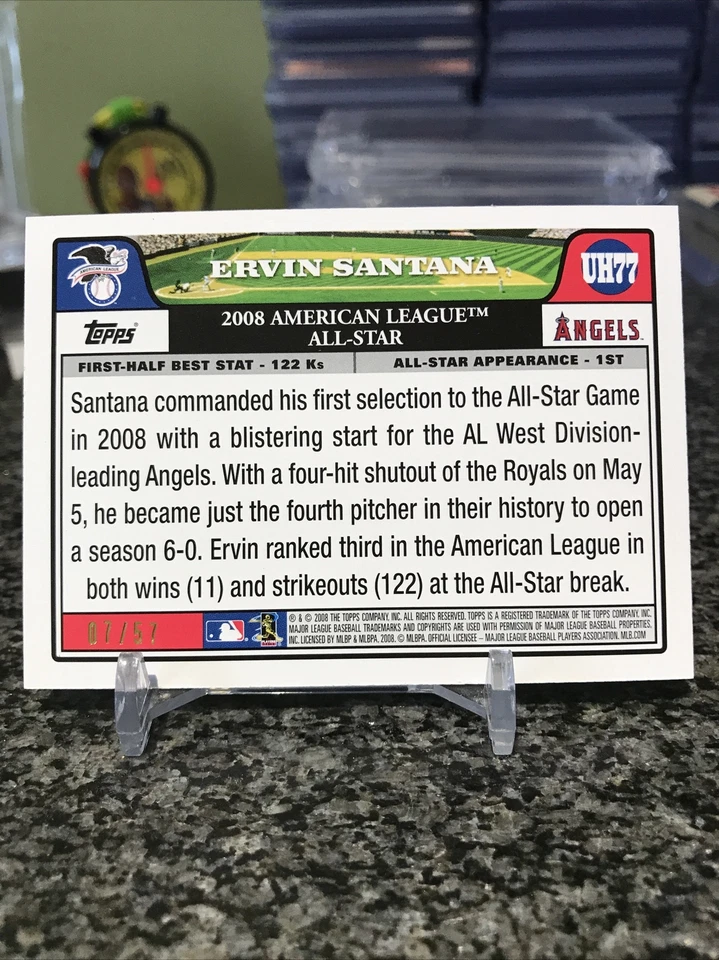 AMERICAN LEAGUE
ERVIN SANTANA
UH77
Topps®
2008 AMERICAN LEAGUE™
ALL-STAR
ANGELS
FIRST-HALF BEST STAT - 122 Ks
ALL-STAR APPEARANCE - 1ST
Santana commanded his first selection to the All-Star Game
in 2008 with a blistering start for the AL West Division-
leading Angels. With a four-hit shutout of the Royals on May
5, he became just the fourth pitcher in their history to open
a season 6-0. Ervin ranked third in the American League in
both wins (11) and strikeouts (122) at the All-Star break.
07/57
® & © 2008 THE TOPPS COMPANY, INC. ALL RIGHTS RESERVED. TOPPS IS A REGISTERED TRADEMARK OF THE TOPPS COMPANY, INC.
MAJOR LEAGUE BASEBALL TRADEMARKS AND COPYRIGHTS ARE USED WITH PERMISSION OF MAJOR LEAGUE BASEBALL PROPERTIES,
INC. LICENSED BY MLBP & MLBPA, 2008. © MLBPA. OFFICIAL LICENSEE – MAJOR LEAGUE BASEBALL PLAYERS ASSOCIATION. MLB.COM